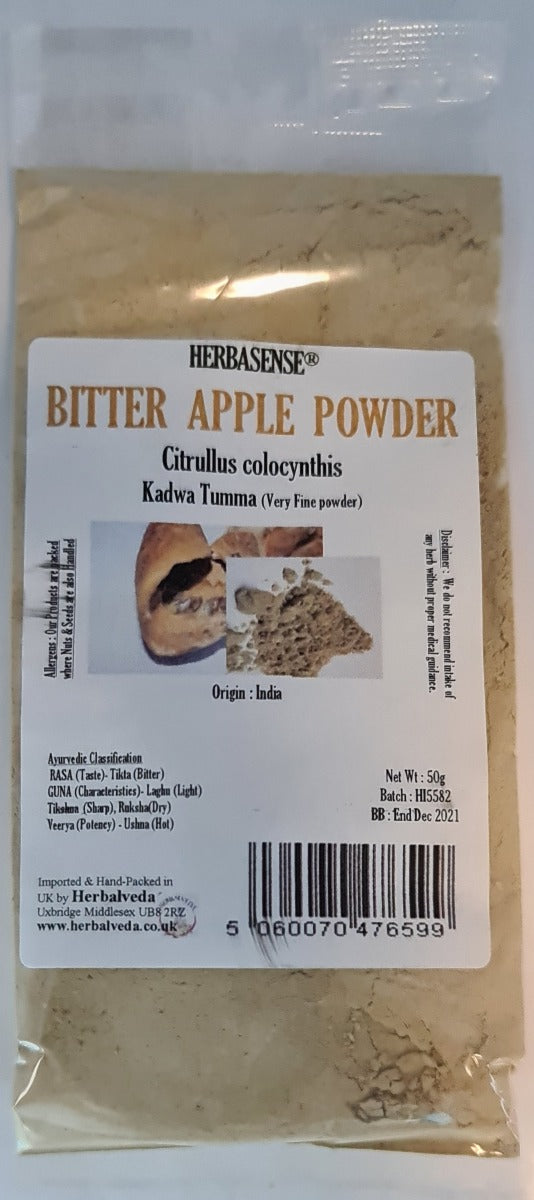 HERBASENSE®
BITTER APPLE POWDER
Citrullus colocynthis
Kadwa Tumma (Very Fine powder)
Allergens : Our Products are packed
where Nuts & Seeds are also Handled
Disclaimer : We do not recommend intake of
any herb without proper medical guidance.
Origin : India
Ayurvedic Classification
RASA (Taste)- Tikta (Bitter)
GUNA (Characteristics)- Laghu (Light)
Tikshna (Sharp), Ruksha(Dry)
Veerya (Potency) - Ushna (Hot)
Net Wt : 50g
Batch : HI5582
BB : End Dec 2021
Imported & Hand-Packed in
UK by Herbalveda
Uxbridge Middlesex UB8 2RZ
www.herbalveda.co.uk
5 060070 476599